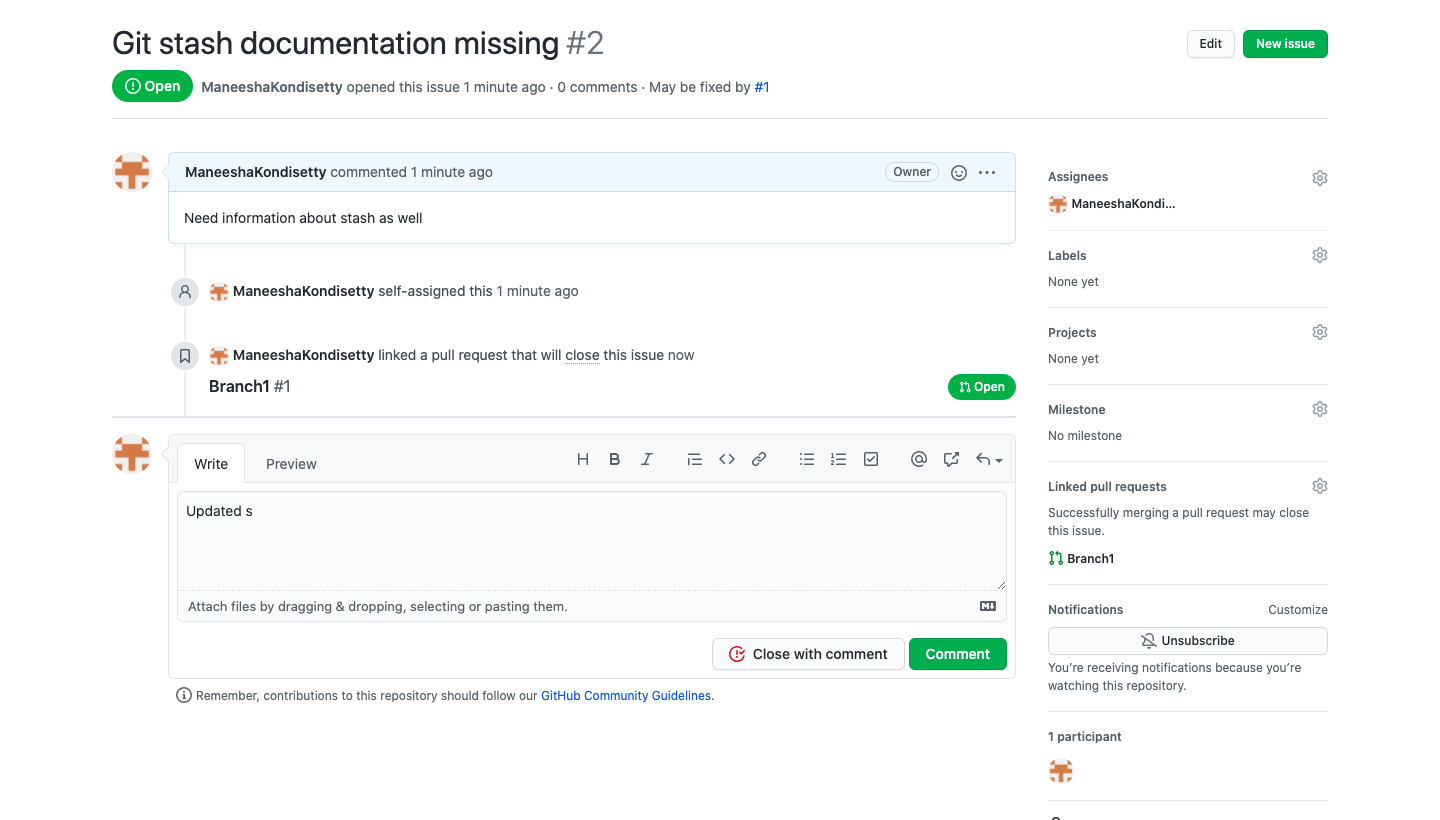 Git stash documentation missing #2
Edit
New issue
Open
ManeeshaKondisetty opened this issue 1 minute ago · 0 comments · May be fixed by #1
ManeeshaKondisetty commented 1 minute ago
Owner
Need information about stash as well
ManeeshaKondisetty self-assigned this 1 minute ago
ManeeshaKondisetty linked a pull request that will close this issue now
Branch1 #1
Open
Write
Preview
H B I
Updated s
Attach files by dragging & dropping, selecting or pasting them.
Close with comment
Comment
Remember, contributions to this repository should follow our GitHub Community Guidelines.
Assignees
ManeeshaKondi...
Labels
None yet
Projects
None yet
Milestone
No milestone
Linked pull requests
Successfully merging a pull request may close
this issue.
Branch1
Notifications
Customize
Unsubscribe
You're receiving notifications because you're
watching this repository.
1 participant